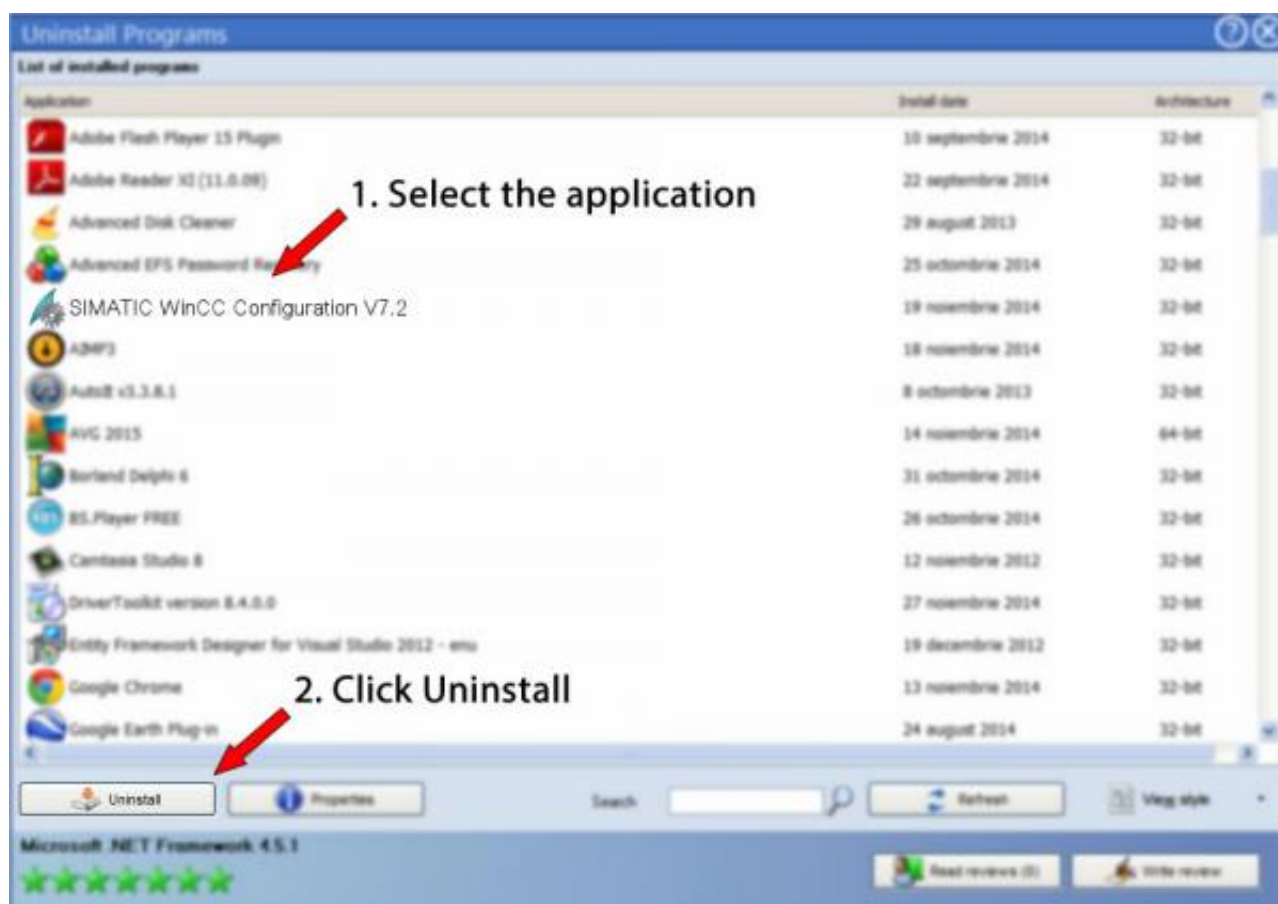 Uninstall Programs
List of installed programs
Application Install date Architecture
Adobe Flash Player 15 Plugin 10 septembrie 2014 32-bit
Adobe Reader XI (11.0.09) 22 septembrie 2014 32-bit
1. Select the application
Advanced Disk Cleaner 29 august 2013 32-bit
Advanced EFS Password 25 octombrie 2014 32-bit
SIMATIC WinCC Configuration V7.2 19 noiembrie 2014 32-bit
AIMP3 18 noiembrie 2014 32-bit
AutoIt v3.3.8.1 8 octombrie 2013 32-bit
AVG 2015 14 noiembrie 2014 64-bit
Borland Delphi 6 31 octombrie 2014 32-bit
BS.Player FREE 26 octombrie 2014 32-bit
Camtasia Studio 8 12 noiembrie 2012 32-bit
DriverToolkit version 8.4.0.0 27 noiembrie 2014 32-bit
Entity Framework Designer for Visual Studio 2012 - enu 19 decembrie 2012 32-bit
Google Chrome 13 noiembrie 2014 32-bit
2. Click Uninstall
Google Earth Plug-in 24 august 2014 32-bit
Uninstall Properties Search Refresh View style
Microsoft .NET Framework 4.5.1
Read reviews (0) Write review